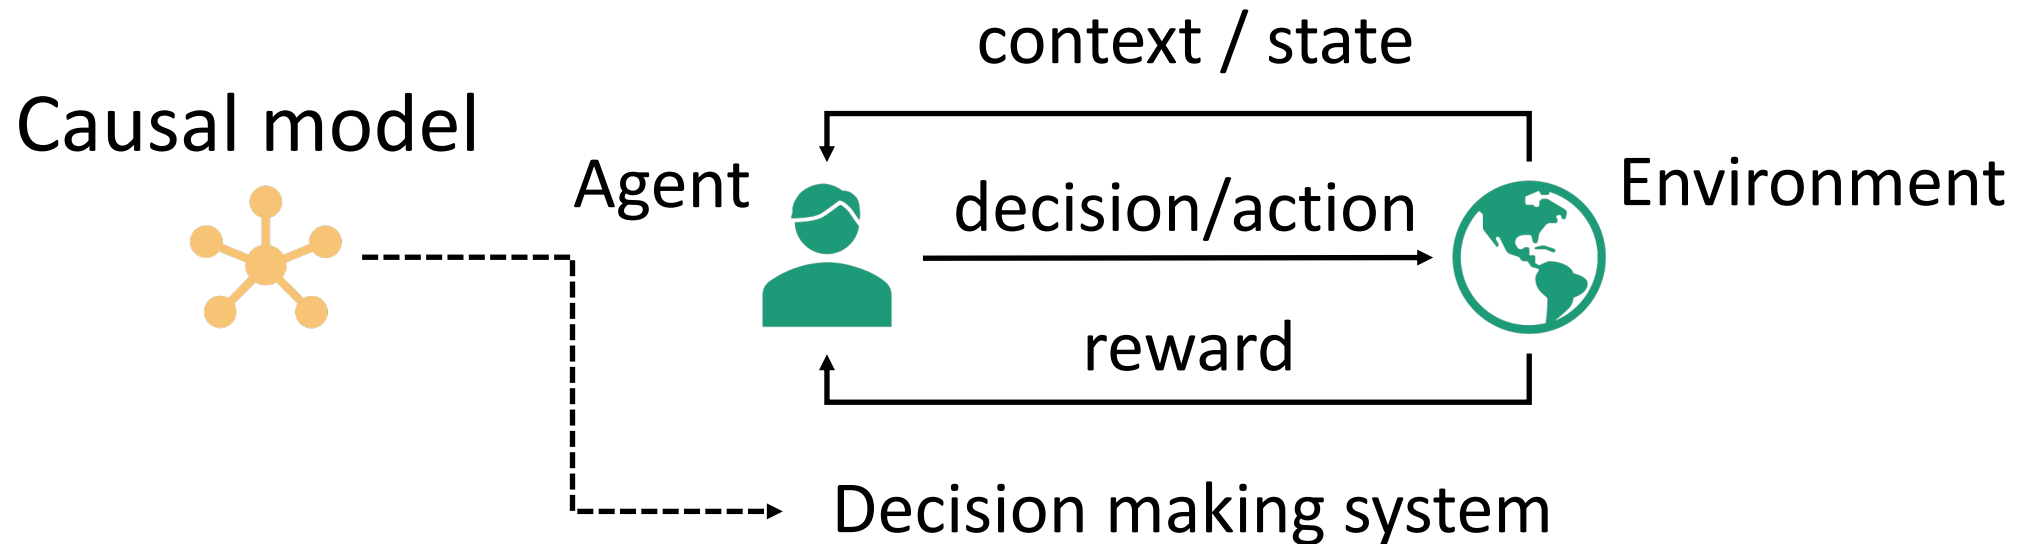 context / state
Causal model
Agent
decision/action
Environment
reward
Decision making system